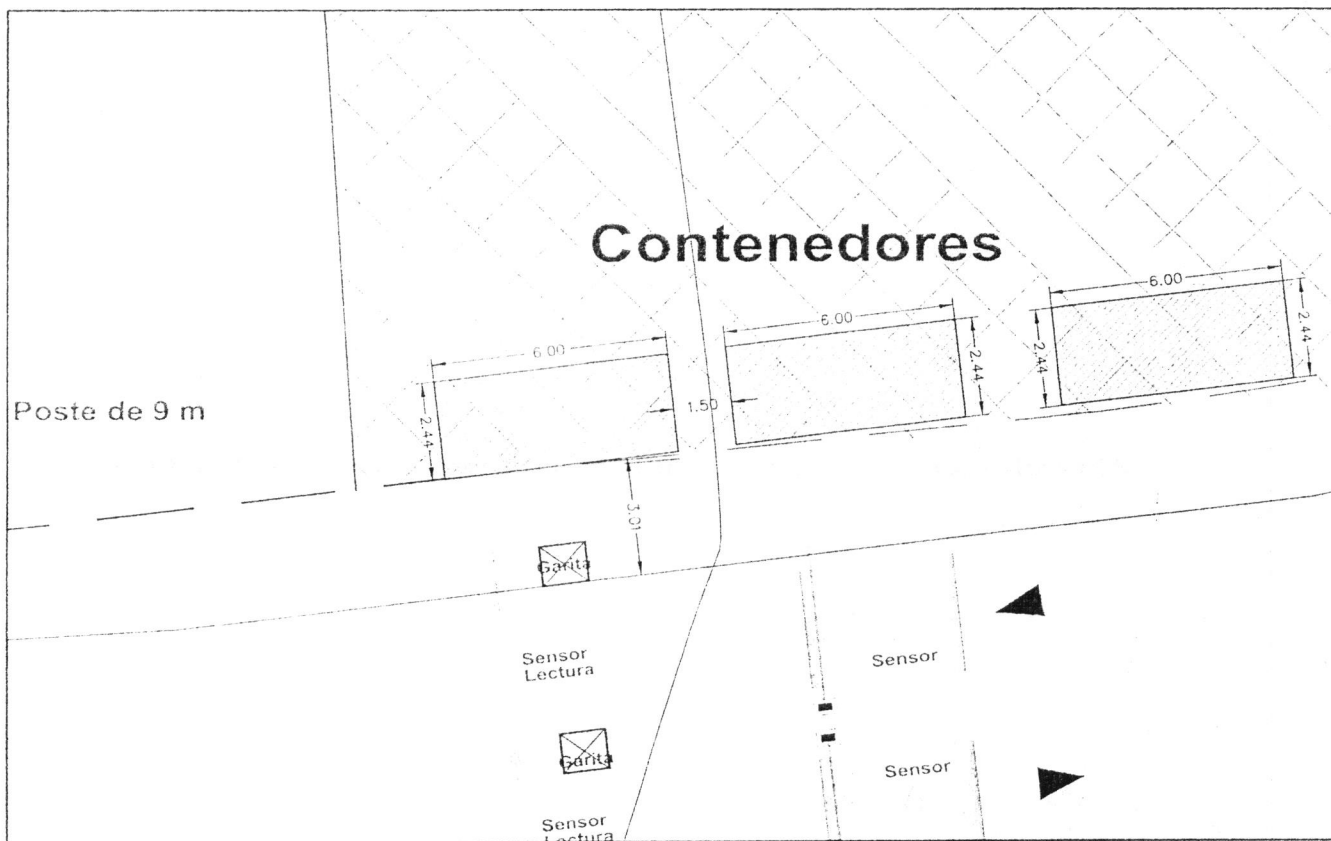 Contenedores
6.00
6.00
6.00
2.44
2.44
2.44
2.44
1.50
Poste de 9 m
3.01
Garita
Sensor
Lectura
Sensor
Garita
Sensor
Sensor
Lectura